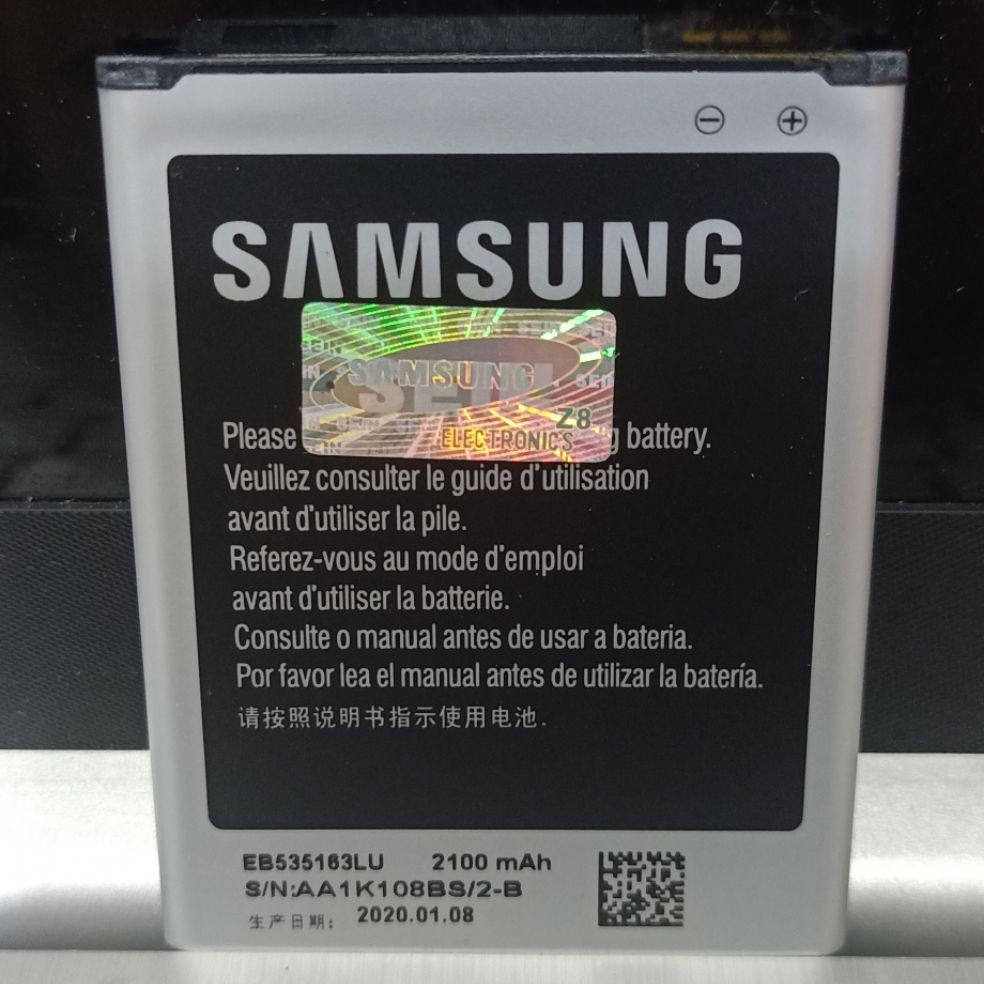 ⊖ ⊕
SAMSUNG
SEIN
SAMSUNG
Z8
ELECTRONICS
Please battery.
Veuillez consulter le guide d'utilisation
avant d'utiliser la pile.
Referez-vous au mode d'emploi
avant d'utiliser la batterie.
Consulte o manual antes de usar a bateria.
Por favor lea el manual antes de utilizar la batería.
请按照说明书指示使用电池.
EB535163LU 2100 mAh
S/N:AA1K108BS/2-B
生产日期: 2020.01.08